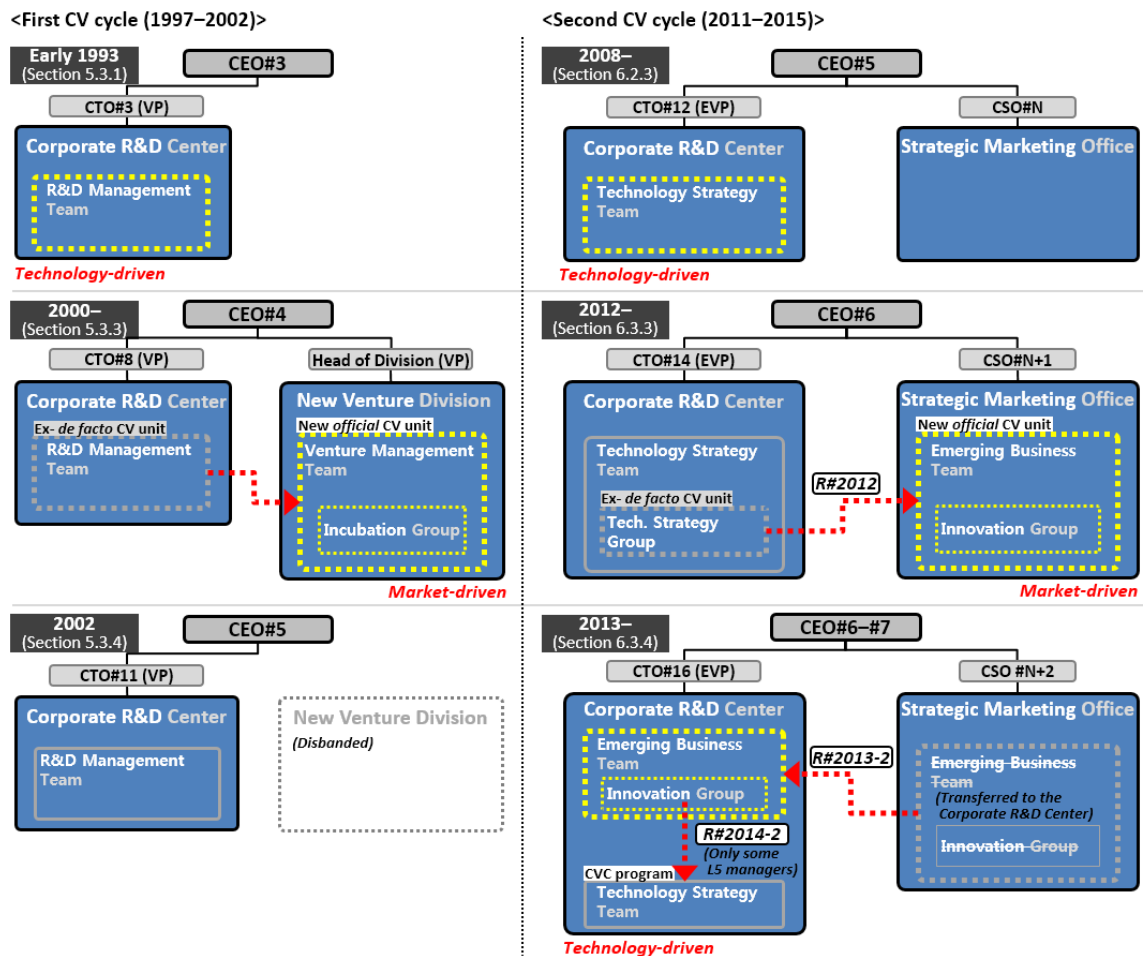 <First CV cycle (1997–2002)>
Early 1993
(Section 5.3.1)
CEO#3
CTO#3 (VP)
Corporate R&D Center
R&D Management
Team
Technology-driven
2000–
(Section 5.3.3)
CEO#4
CTO#8 (VP)
Head of Division (VP)
Corporate R&D Center
Ex- de facto CV unit
R&D Management
Team
New Venture Division
New official CV unit
Venture Management
Team
Incubation Group
Market-driven
2002
(Section 5.3.4)
CEO#5
CTO#11 (VP)
Corporate R&D Center
R&D Management
Team
New Venture Division
(Disbanded)
<Second CV cycle (2011–2015)>
2008–
(Section 6.2.3)
CEO#5
CTO#12 (EVP)
CSO#N
Corporate R&D Center
Technology Strategy
Team
Strategic Marketing Office
Technology-driven
2012–
(Section 6.3.3)
CEO#6
CTO#14 (EVP)
CSO#N+1
Corporate R&D Center
Technology Strategy
Team
Ex- de facto CV unit
Tech. Strategy
Group
R#2012
Strategic Marketing Office
New official CV unit
Emerging Business
Team
Innovation Group
Market-driven
2013–
(Section 6.3.4)
CEO#6–#7
CTO#16 (EVP)
CSO #N+2
Corporate R&D Center
Emerging Business
Team
Innovation Group
R#2013-2
R#2014-2
(Only some
L5 managers)
CVC program
Technology Strategy
Team
Strategic Marketing Office
Emerging Business
Team
(Transferred to the
Corporate R&D Center)
Innovation Group
Technology-driven